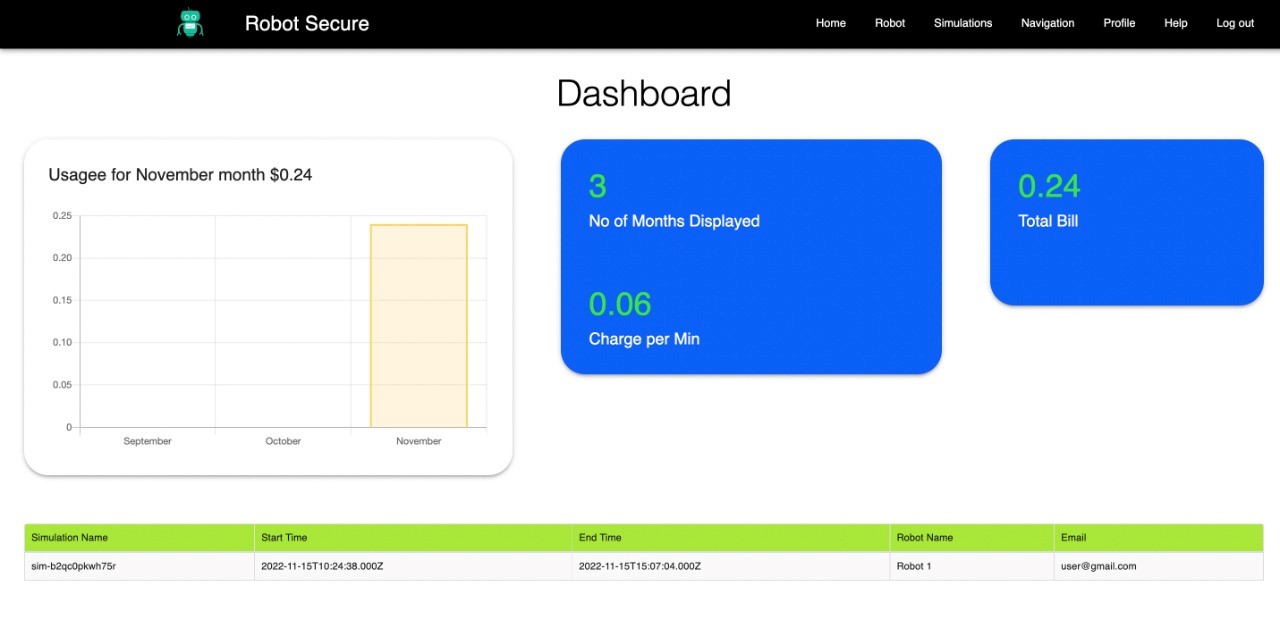 Robot Secure
Home Robot Simulations Navigation Profile Help Log out
Dashboard
Usagee for November month $0.24
0.25
0.20
0.15
0.10
0.05
0
September October November
3
No of Months Displayed
0.06
Charge per Min
0.24
Total Bill
Simulation Name Start Time End Time Robot Name Email
sim-b2qc0pkwh75r 2022-11-15T10:24:38.000Z 2022-11-15T15:07:04.000Z Robot 1 user@gmail.com